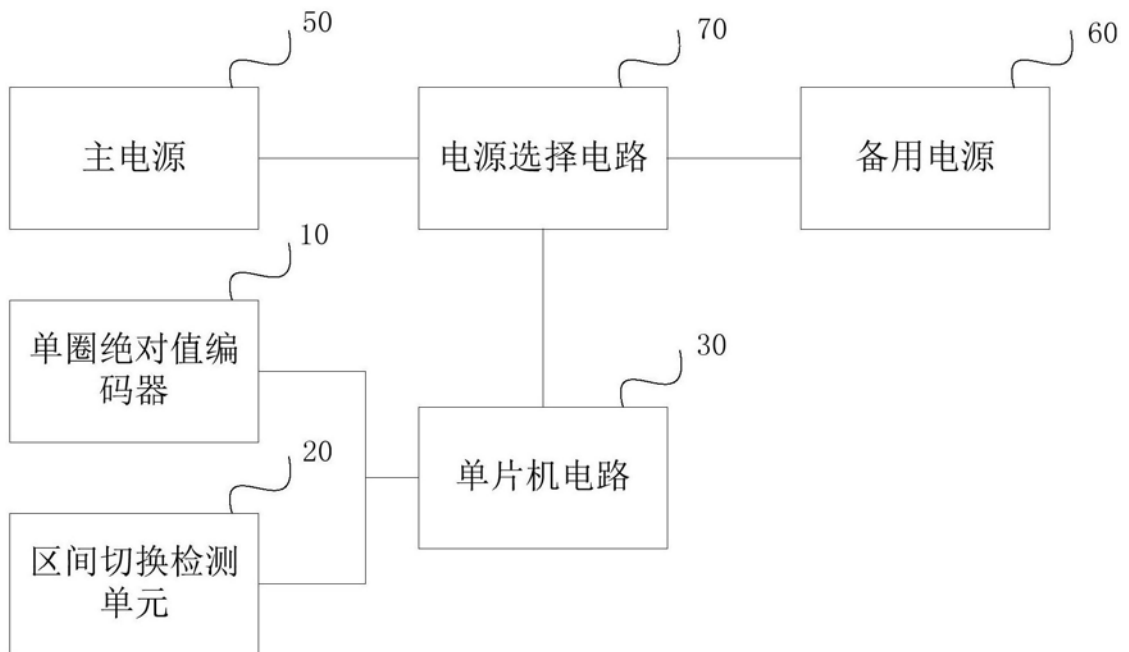 50
70
60
主电源
电源选择电路
备用电源
10
单圈绝对值编
码器
30
20
单片机电路
区间切换检测
单元